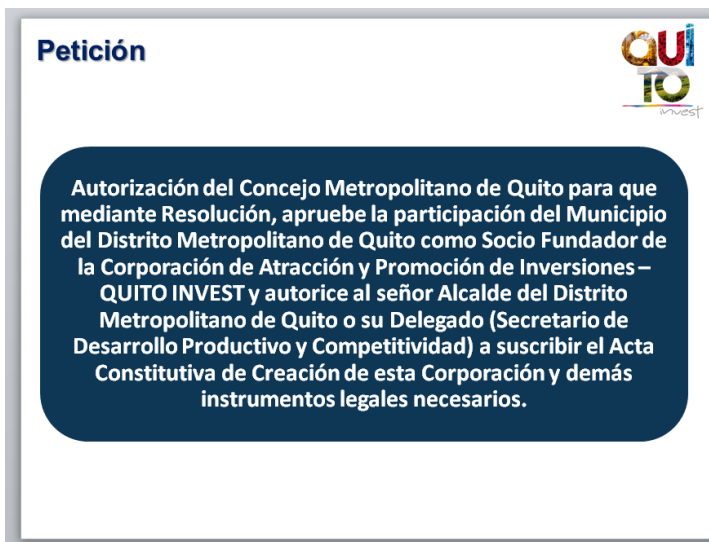 Petición
QUI
TO
invest
Autorización del Concejo Metropolitano de Quito para que
mediante Resolución, apruebe la participación del Municipio
del Distrito Metropolitano de Quito como Socio Fundador de
la Corporación de Atracción y Promoción de Inversiones –
QUITO INVEST y autorice al señor Alcalde del Distrito
Metropolitano de Quito o su Delegado (Secretario de
Desarrollo Productivo y Competitividad) a suscribir el Acta
Constitutiva de Creación de esta Corporación y demás
instrumentos legales necesarios.